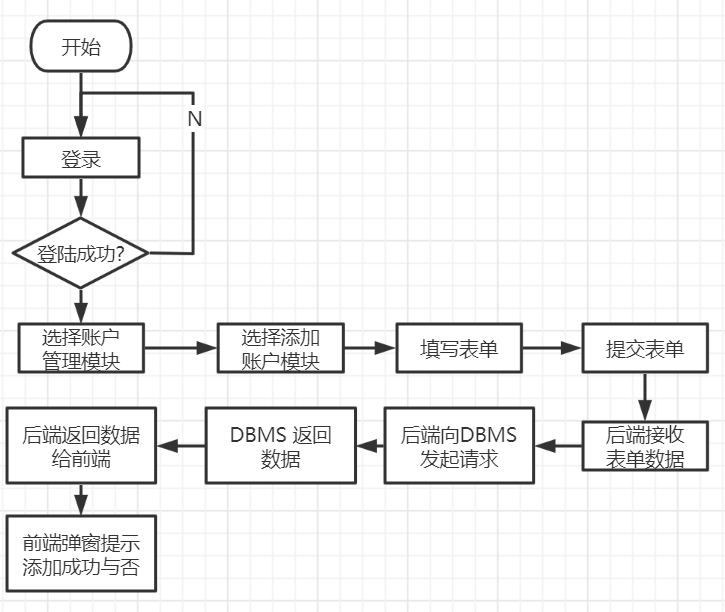 开始
N
登录
登陆成功？
选择账户
管理模块
选择添加
账户模块
填写表单
提交表单
后端接收
表单数据
后端向DBMS
发起请求
DBMS 返回
数据
后端返回数据
给前端
前端弹窗提示
添加成功与否